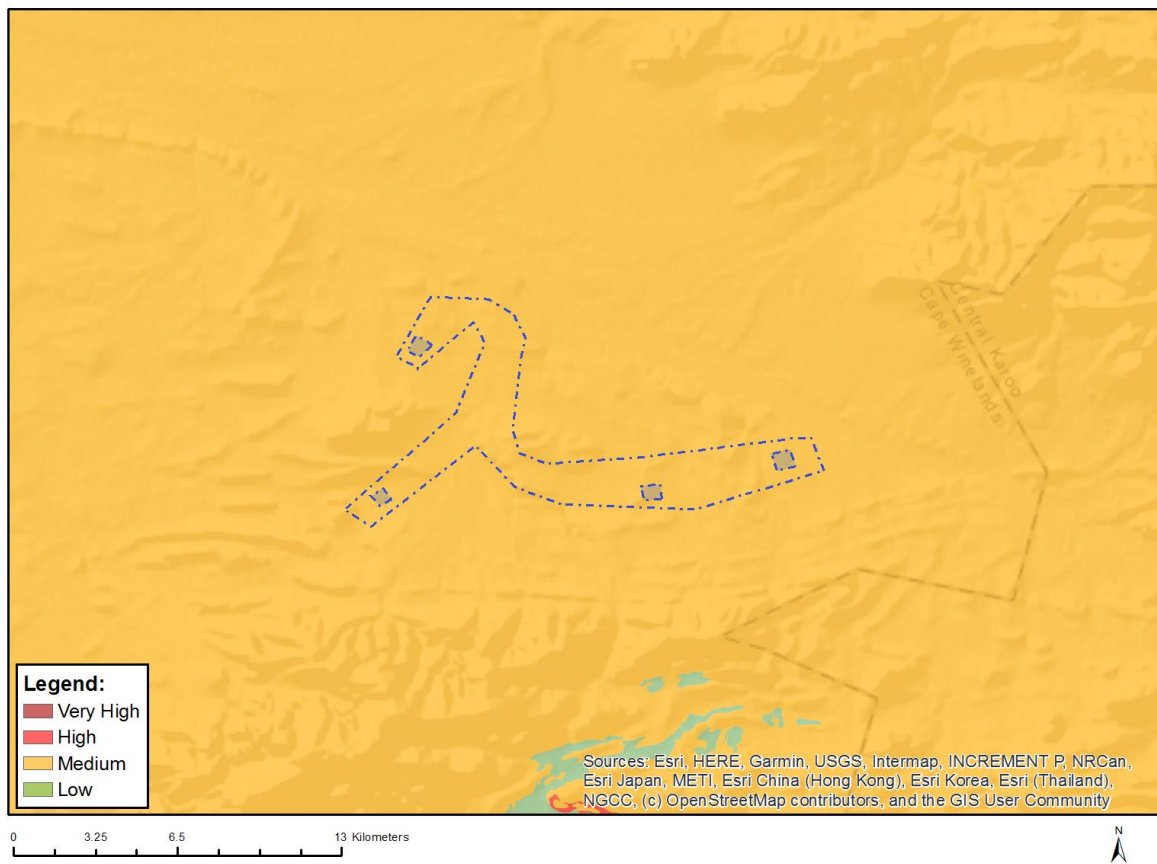 Central Karoo
Cape Winelands
Legend:
Very High
High
Medium
Low
Sources: Esri, HERE, Garmin, USGS, Intermap, INCREMENT P, NRCan,
Esri Japan, METI, Esri China (Hong Kong), Esri Korea, Esri (Thailand),
NGCC, (c) OpenStreetMap contributors, and the GIS User Community
0 3.25 6.5 13 Kilometers
N